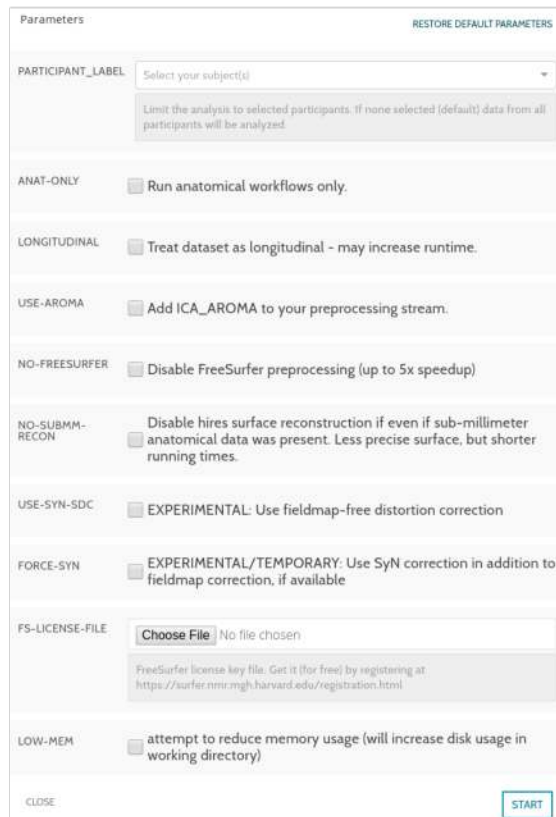 Parameters
RESTORE DEFAULT PARAMETERS
PARTICIPANT_LABEL
Select your subject(s)
Limit the analysis to selected participants. If none selected (default) data from all
participants will be analyzed.
ANAT-ONLY
Run anatomical workflows only.
LONGITUDINAL
Treat dataset as longitudinal - may increase runtime.
USE-AROMA
Add ICA_AROMA to your preprocessing stream.
NO-FREESURFER
Disable FreeSurfer preprocessing (up to 5x speedup)
NO-SUBMM-
RECON
Disable hires surface reconstruction if even if sub-millimeter
anatomical data was present. Less precise surface, but shorter
running times.
USE-SYN-SDC
EXPERIMENTAL: Use fieldmap-free distortion correction
FORCE-SYN
EXPERIMENTAL/TEMPORARY: Use SyN correction in addition to
fieldmap correction, if available
FS-LICENSE-FILE
Choose File No file chosen
FreeSurfer license key file. Get it (for free) by registering at
https://surfer.nmr.mgh.harvard.edu/registration.html
LOW-MEM
attempt to reduce memory usage (will increase disk usage in
working directory)
CLOSE
START